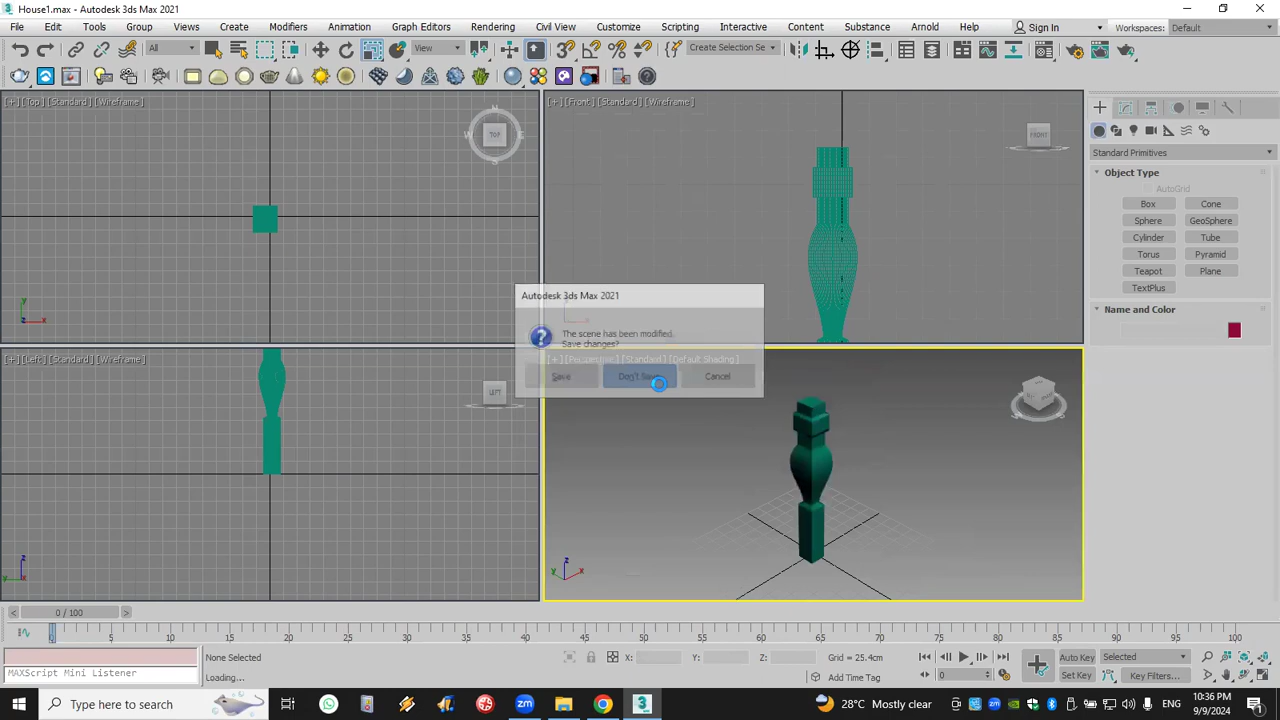 House1.max - Autodesk 3ds Max 2021
File Edit Tools Group Views Create Modifiers Animation Graph Editors Rendering Civil View Customize Scripting Interactive Content Substance Arnold Help Sign In Workspaces: Default
All View Create Selection Se
[+] [Top] [Standard] [Wireframe]
[+] [Front] [Standard] [Wireframe]
N
W TOP
S
FRONT
Standard Primitives
Object Type
AutoGrid
Box Cone
Sphere GeoSphere
Cylinder Tube
Torus Pyramid
Teapot Plane
TextPlus
Name and Color
Autodesk 3ds Max 2021
The scene has been modified.
Save changes?
Save Don't Save Cancel
[+] [Left] [Standard] [Wireframe]
[+] [Perspective] [Standard] [Default Shading]
LEFT
y x
z
y
z
y x
< 0 / 100 >
0 5 10 15 20 25 30 35 40 45 50 55 60 65 70 75 80 85 90 95 100
None Selected X: Y: Z: Grid = 25.4cm Auto Key Selected
MAXScript Mini Listener Loading... Add Time Tag 0 Set Key Key Filters...
Type here to search 28°C Mostly clear ENG 10:36 PM
9/9/2024